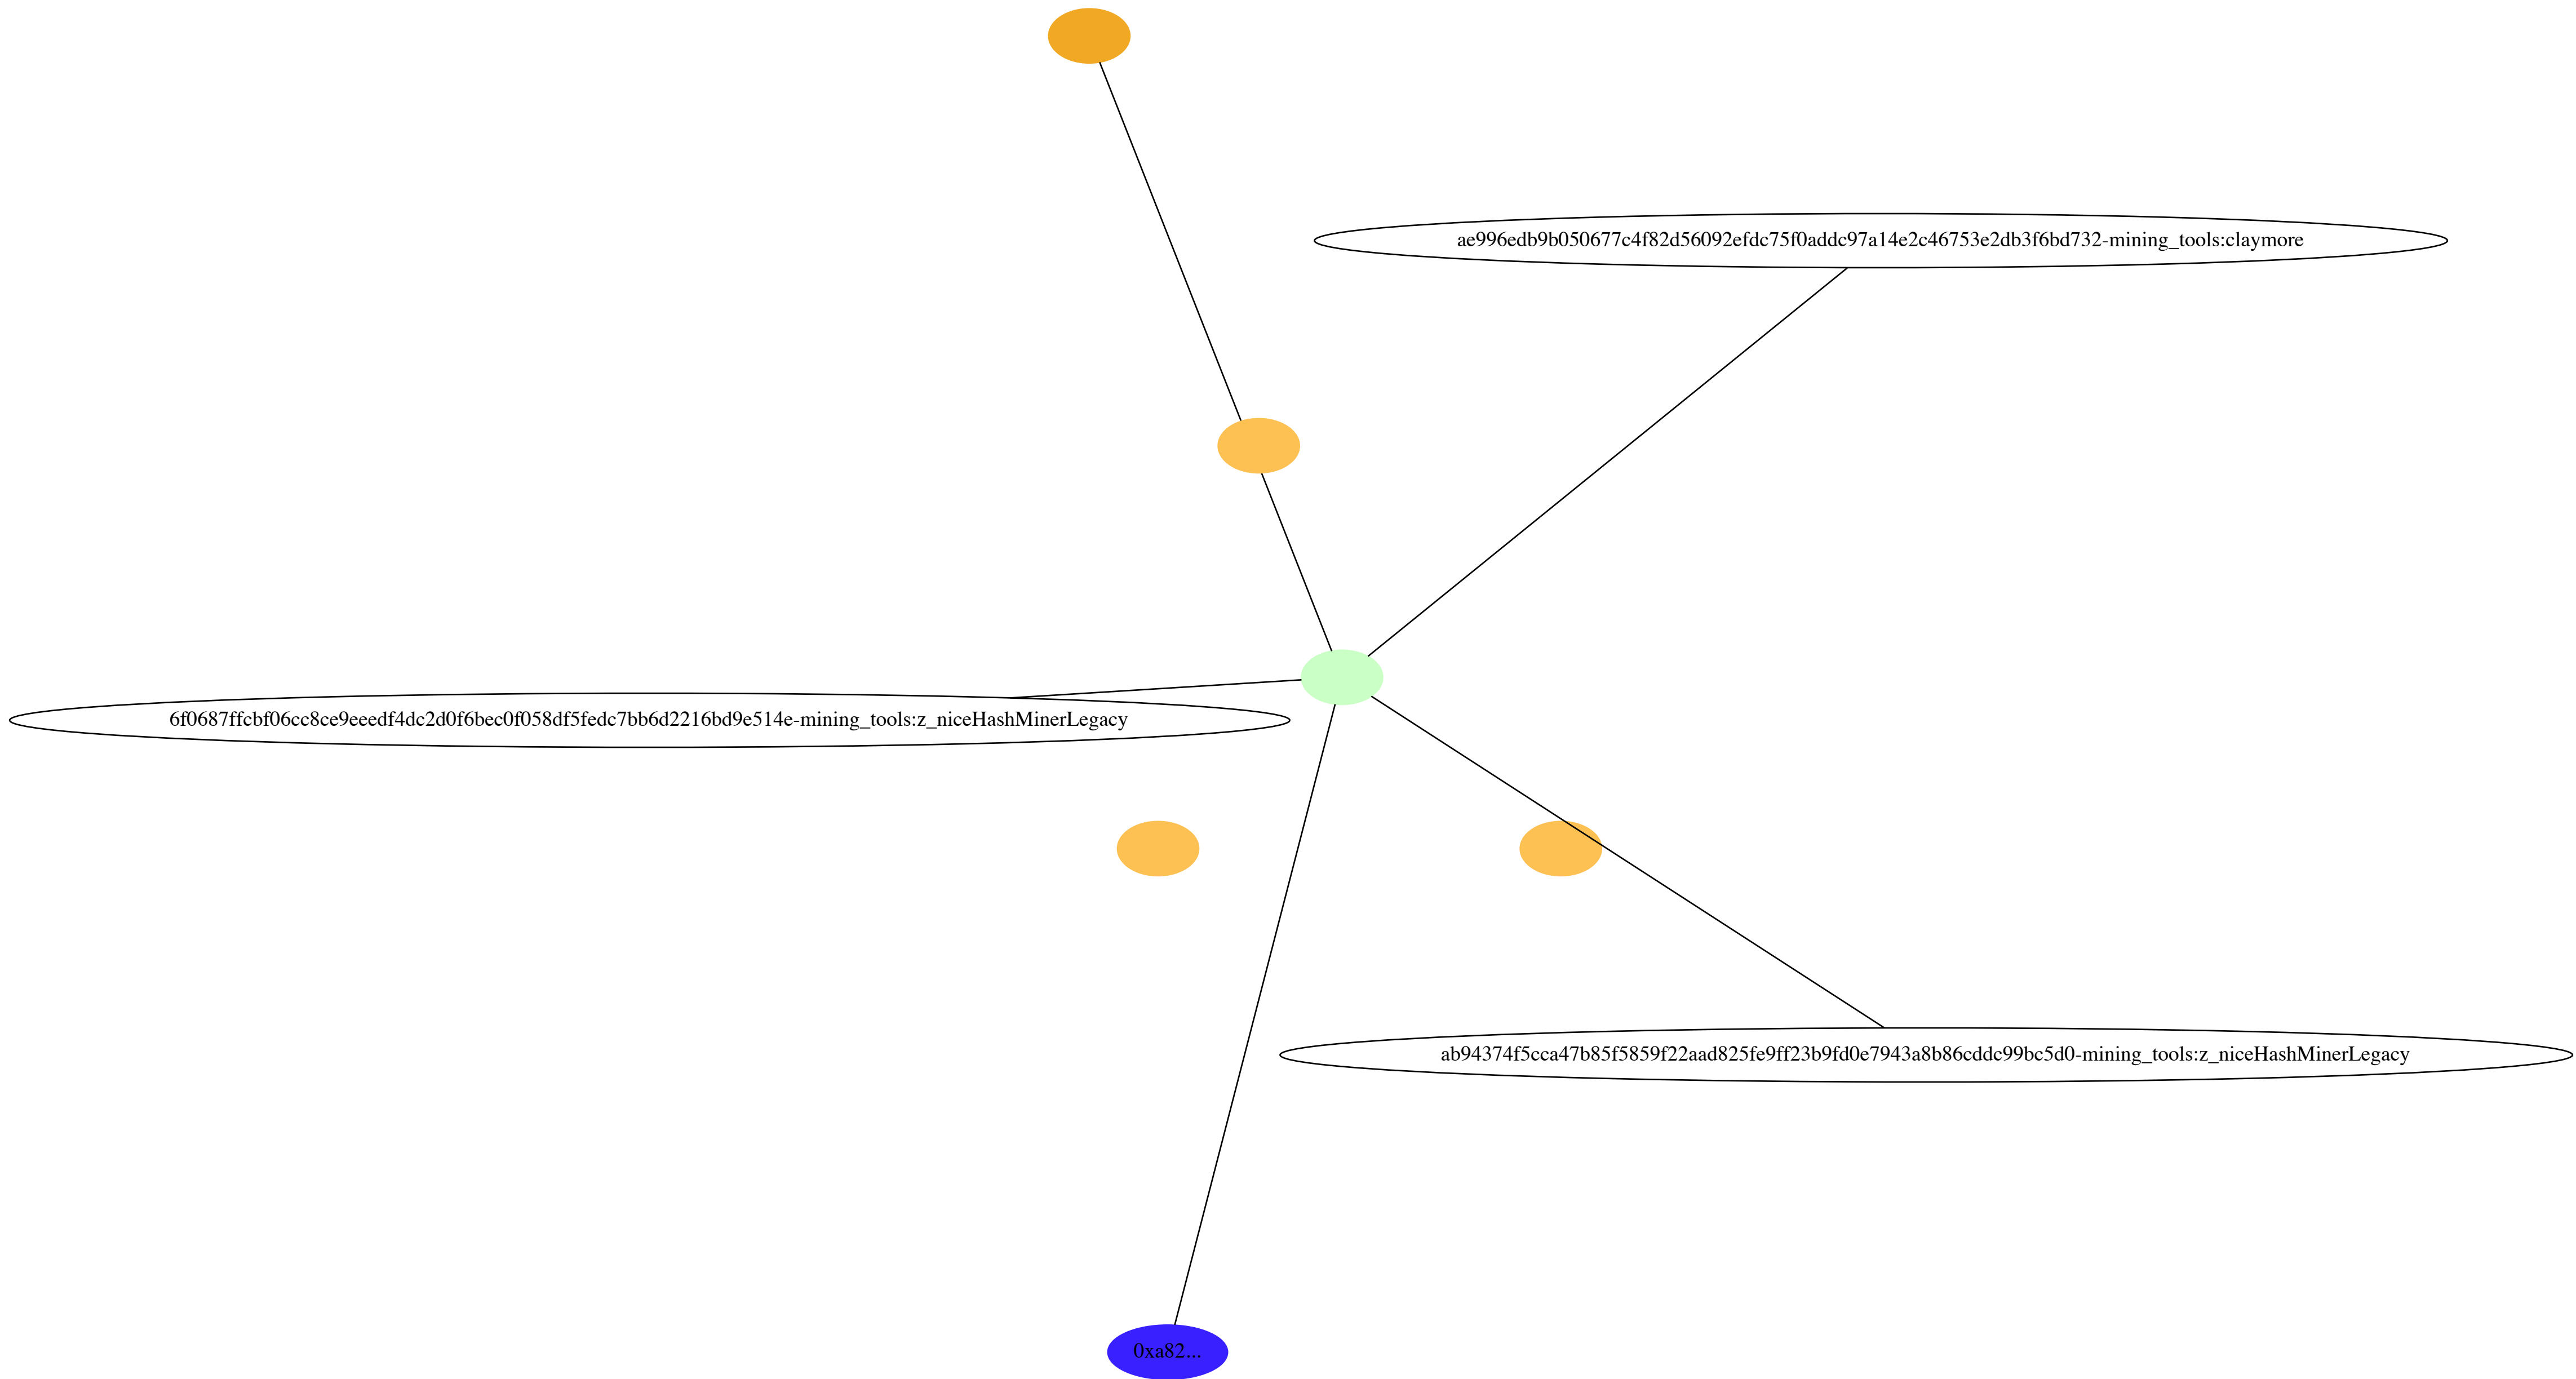 ae996edb9b050677c4f82d56092efdc75f0addc97a14e2c46753e2db3f6bd732-mining_tools:claymore
6f0687ffcbf06cc8ce9eeedf4dc2d0f6bec0f058df5fedc7bb6d2216bd9e514e-mining_tools:z_niceHashMinerLegacy
ab94374f5cca47b85f5859f22aad825fe9ff23b9fd0e7943a8b86cddc99bc5d0-mining_tools:z_niceHashMinerLegacy
0xa82...